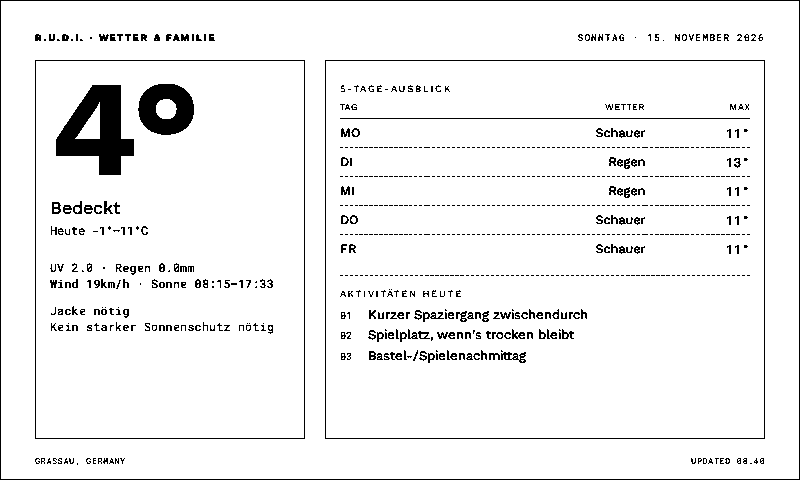 R.U.D.I. · WETTER & FAMILIE
SONNTAG · 15. NOVEMBER 2026
4°
Bedeckt
Heute -1°–11°C
UV 2.0 · Regen 0.0mm
Wind 19km/h · Sonne 08:15–17:33
Jacke nötig
Kein starker Sonnenschutz nötig
5-TAGE-AUSBLICK
TAG WETTER MAX
MO Schauer 11°
DI Regen 13°
MI Regen 11°
DO Schauer 11°
FR Schauer 11°
AKTIVITÄTEN HEUTE
01 Kurzer Spaziergang zwischendurch
02 Spielplatz, wenn's trocken bleibt
03 Bastel-/Spielenachmittag
GRASSAU, GERMANY
UPDATED 08.40